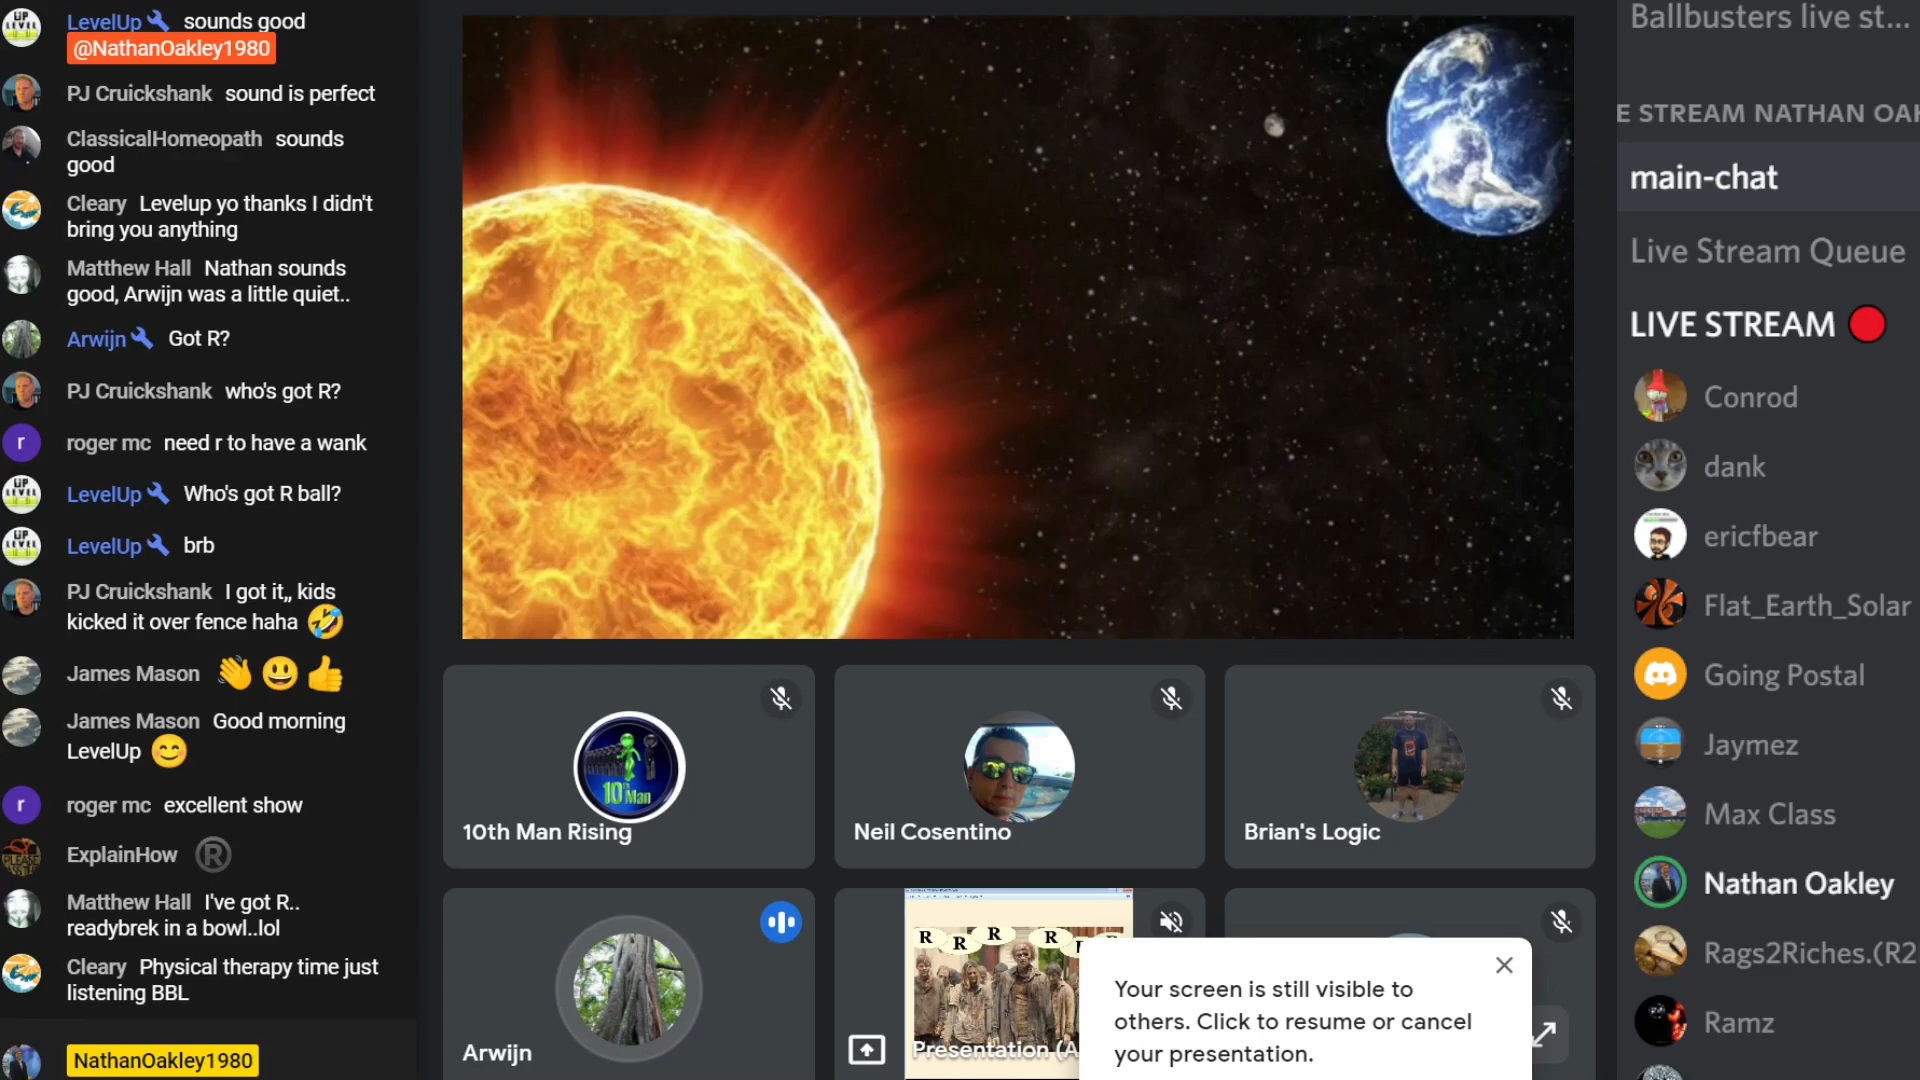 LevelUp sounds good
@NathanOakley1980
PJ Cruickshank sound is perfect
ClassicalHomeopath sounds
good
Cleary Levelup yo thanks I didn't
bring you anything
Matthew Hall Nathan sounds
good, Arwijn was a little quiet..
Arwijn Got R?
PJ Cruickshank who's got R?
r
roger mc need r to have a wank
LevelUp Who's got R ball?
LevelUp brb
PJ Cruickshank I got it,, kids
kicked it over fence haha 🤣
James Mason 👋😃👍
James Mason Good morning
LevelUp 😊
r
roger mc excellent show
ExplainHow ®
Matthew Hall I've got R..
readybrek in a bowl..lol
Cleary Physical therapy time just
listening BBL
NathanOakley1980
10th Man
10th Man Rising
Neil Cosentino
Brian's Logic
Arwijn
R R R R
Presentation (A
Your screen is still visible to
others. Click to resume or cancel
your presentation.
Ballbusters live st...
E STREAM NATHAN OAK
main-chat
Live Stream Queue
LIVE STREAM
Conrod
dank
ericfbear
Flat_Earth_Solar
Going Postal
Jaymez
Max Class
Nathan Oakley
Rags2Riches.(R2
Ramz